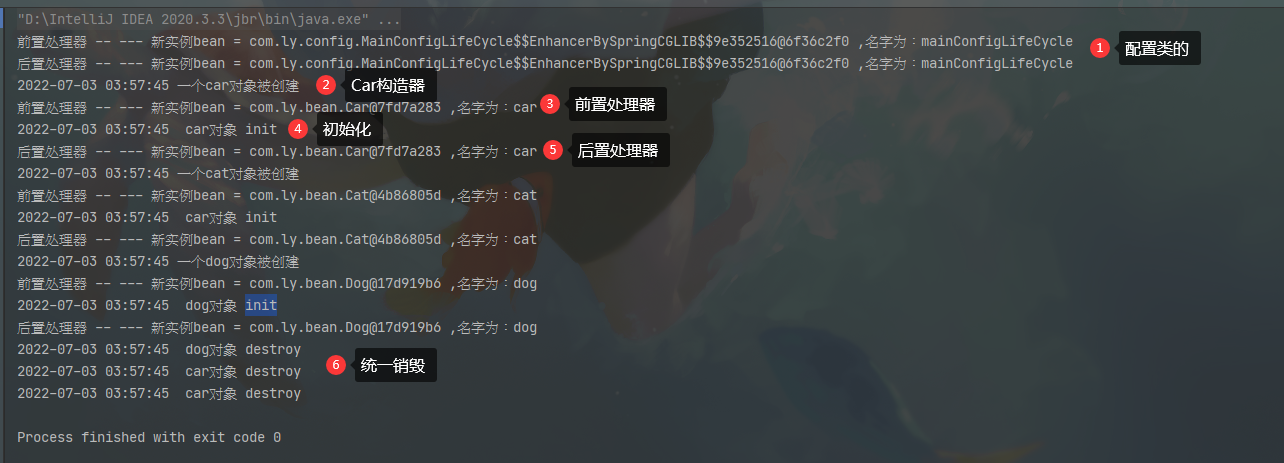 "D:\IntelliJ IDEA 2020.3.3\jbr\bin\java.exe" ...
前置处理器 -- --- 新实例bean = com.ly.config.MainConfigLifeCycle$$EnhancerBySpringCGLIB$$9e352516@6f36c2f0 ,名字为:mainConfigLifeCycle 1 配置类的
后置处理器 -- --- 新实例bean = com.ly.config.MainConfigLifeCycle$$EnhancerBySpringCGLIB$$9e352516@6f36c2f0 ,名字为:mainConfigLifeCycle
2022-07-03 03:57:45 一个car对象被创建 2 Car构造器
前置处理器 -- --- 新实例bean = com.ly.bean.Car@7fd7a283 ,名字为:car 3 前置处理器
2022-07-03 03:57:45  car对象 init 4 初始化
后置处理器 -- --- 新实例bean = com.ly.bean.Car@7fd7a283 ,名字为:car 5 后置处理器
2022-07-03 03:57:45 一个cat对象被创建
前置处理器 -- --- 新实例bean = com.ly.bean.Cat@4b86805d ,名字为:cat
2022-07-03 03:57:45  car对象 init
后置处理器 -- --- 新实例bean = com.ly.bean.Cat@4b86805d ,名字为:cat
2022-07-03 03:57:45 一个dog对象被创建
前置处理器 -- --- 新实例bean = com.ly.bean.Dog@17d919b6 ,名字为:dog
2022-07-03 03:57:45  dog对象 init
后置处理器 -- --- 新实例bean = com.ly.bean.Dog@17d919b6 ,名字为:dog
2022-07-03 03:57:45  dog对象 destroy
2022-07-03 03:57:45  car对象 destroy 6 统一销毁
2022-07-03 03:57:45  car对象 destroy
Process finished with exit code 0